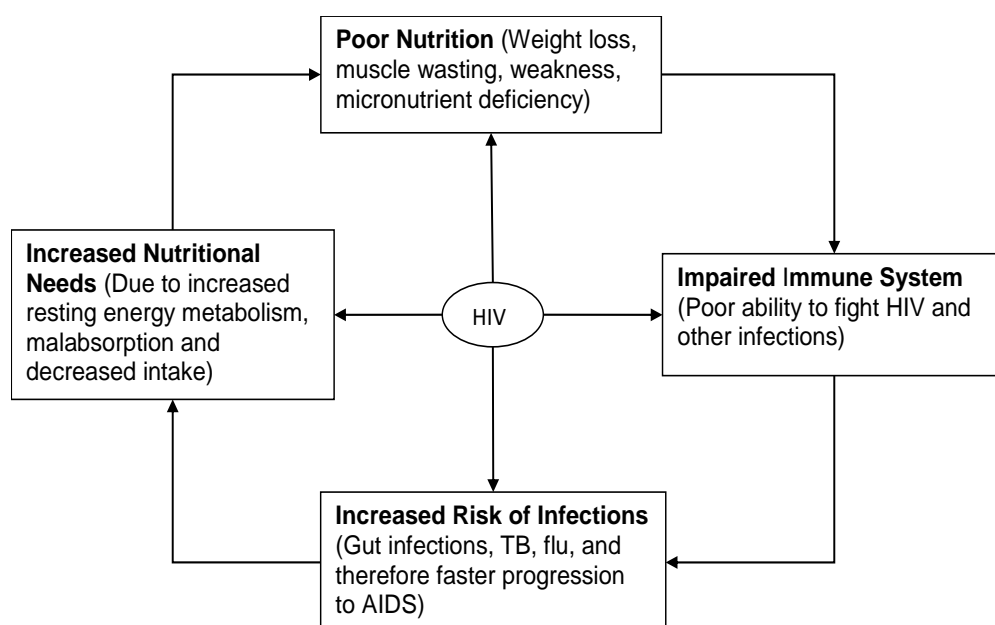 Poor Nutrition (Weight loss,
muscle wasting, weakness,
micronutrient deficiency)
Increased Nutritional
Needs (Due to increased
resting energy metabolism,
malabsorption and
decreased intake)
HIV
Impaired Immune System
(Poor ability to fight HIV and
other infections)
Increased Risk of Infections
(Gut infections, TB, flu, and
therefore faster progression
to AIDS)